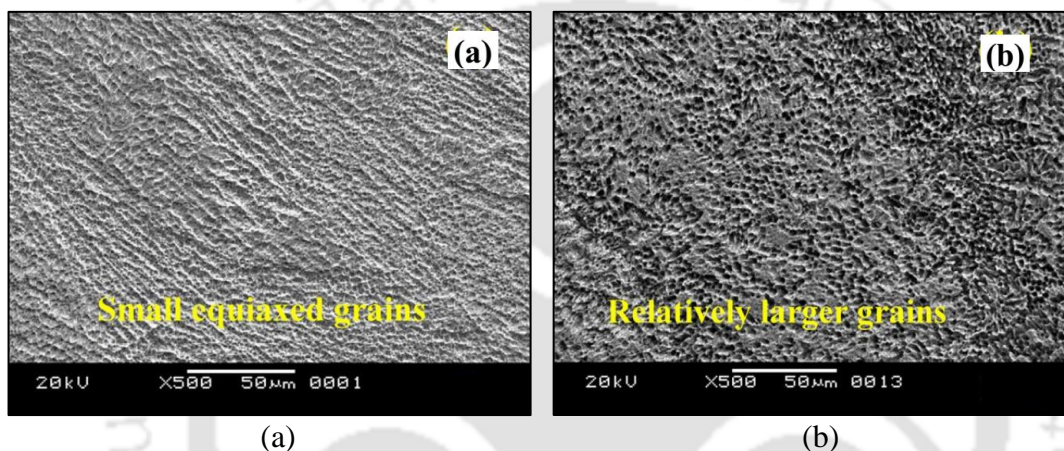 (a)
(b)
Small equiaxed grains
Relatively larger grains
20kV X500 50μm 0001
20kV X500 50μm 0013
(a)
(b)